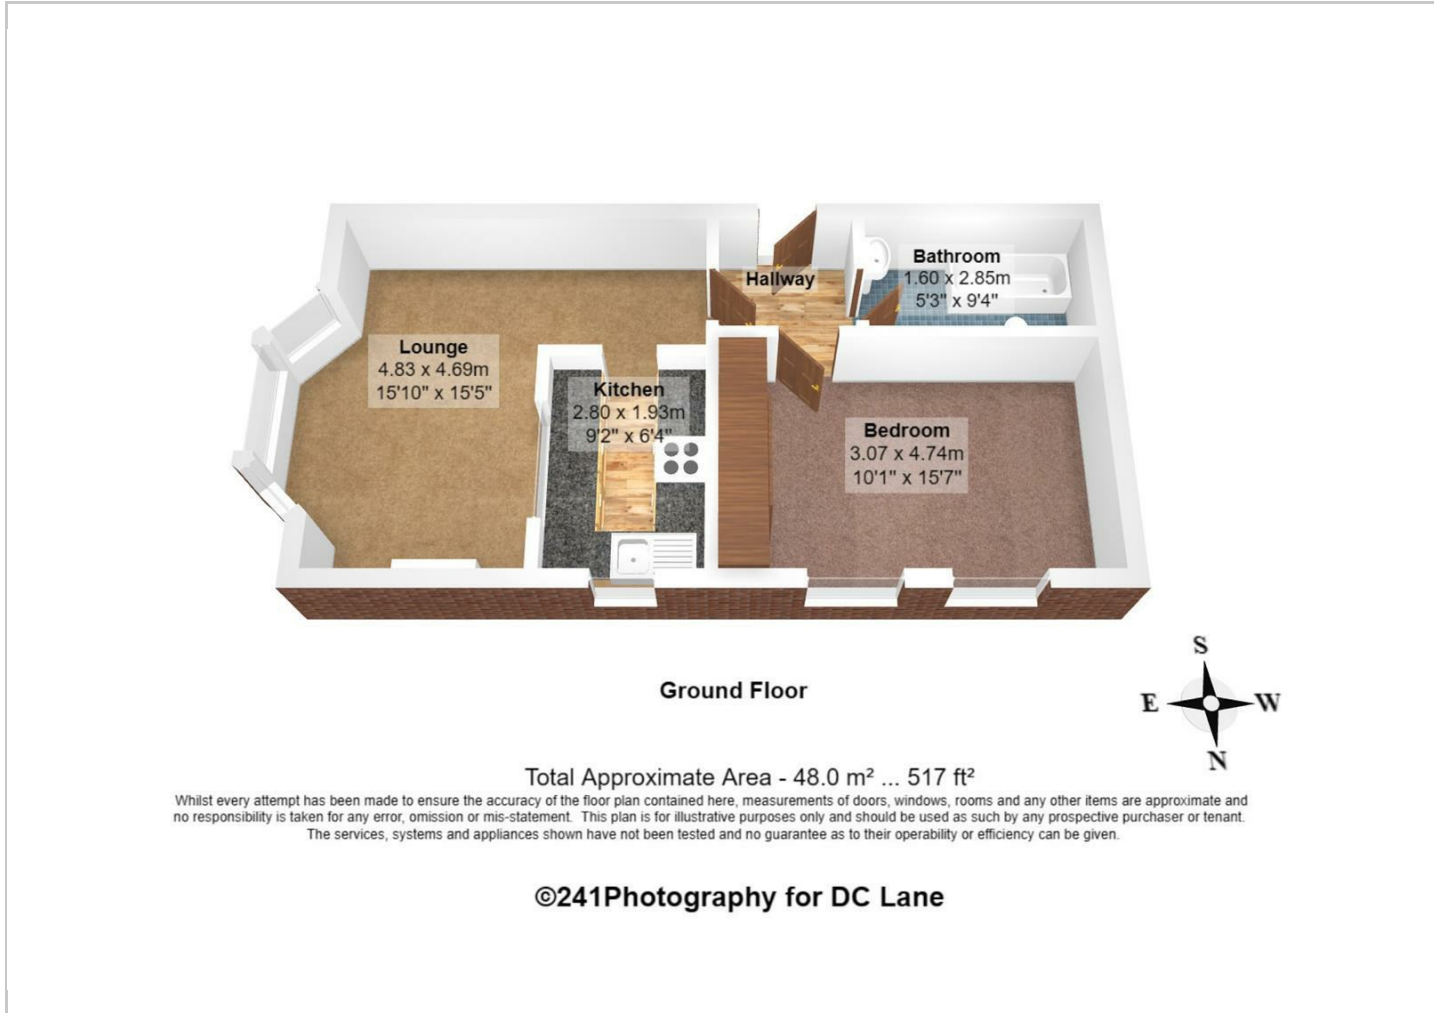 Hallway
Bathroom
1.60 x 2.85m
5'3" x 9'4"
Lounge
4.83 x 4.69m
15'10" x 15'5"
Kitchen
2.80 x 1.93m
9'2" x 6'4"
Bedroom
3.07 x 4.74m
10'1" x 15'7"
S
E W
N
Ground Floor
Total Approximate Area - 48.0 m² ... 517 ft²
Whilst every attempt has been made to ensure the accuracy of the floor plan contained here, measurements of doors, windows, rooms and any other items are approximate and
no responsibility is taken for any error, omission or mis-statement. This plan is for illustrative purposes only and should be used as such by any prospective purchaser or tenant.
The services, systems and appliances shown have not been tested and no guarantee as to their operability or efficiency can be given.
©241Photography for DC Lane